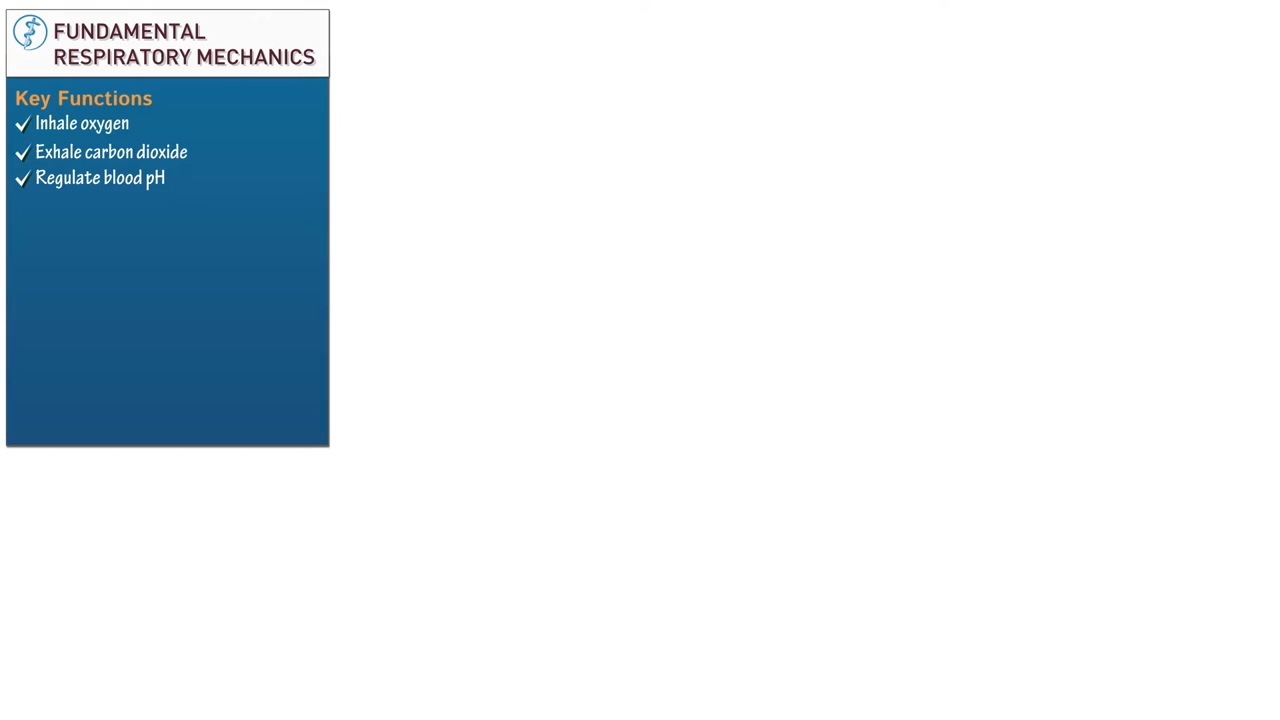 FUNDAMENTAL
RESPIRATORY MECHANICS
Key Functions
Inhale oxygen
Exhale carbon dioxide
Regulate blood pH